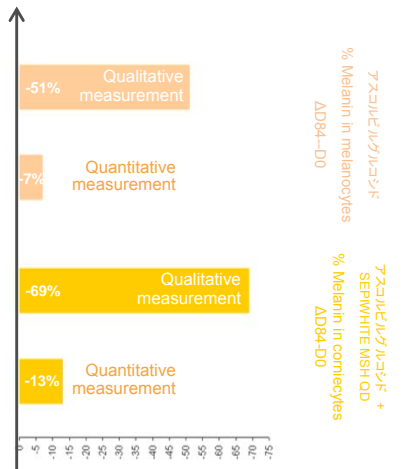 -51%
Qualitative
measurement
-7%
Quantitative
measurement
アスコルビルグルコシド
% Melanin in melanocytes
ΔD84--D0
-69%
Qualitative
measurement
-13%
Quantitative
measurement
アスコルビルグルコシド +
SEPIWHITE MSH QD
% Melanin in corniecytes
ΔD84-D0
0
-5
-10
-15
-20
-25
-30
-35
-40
-45
-50
-55
-60
-65
-70
-75